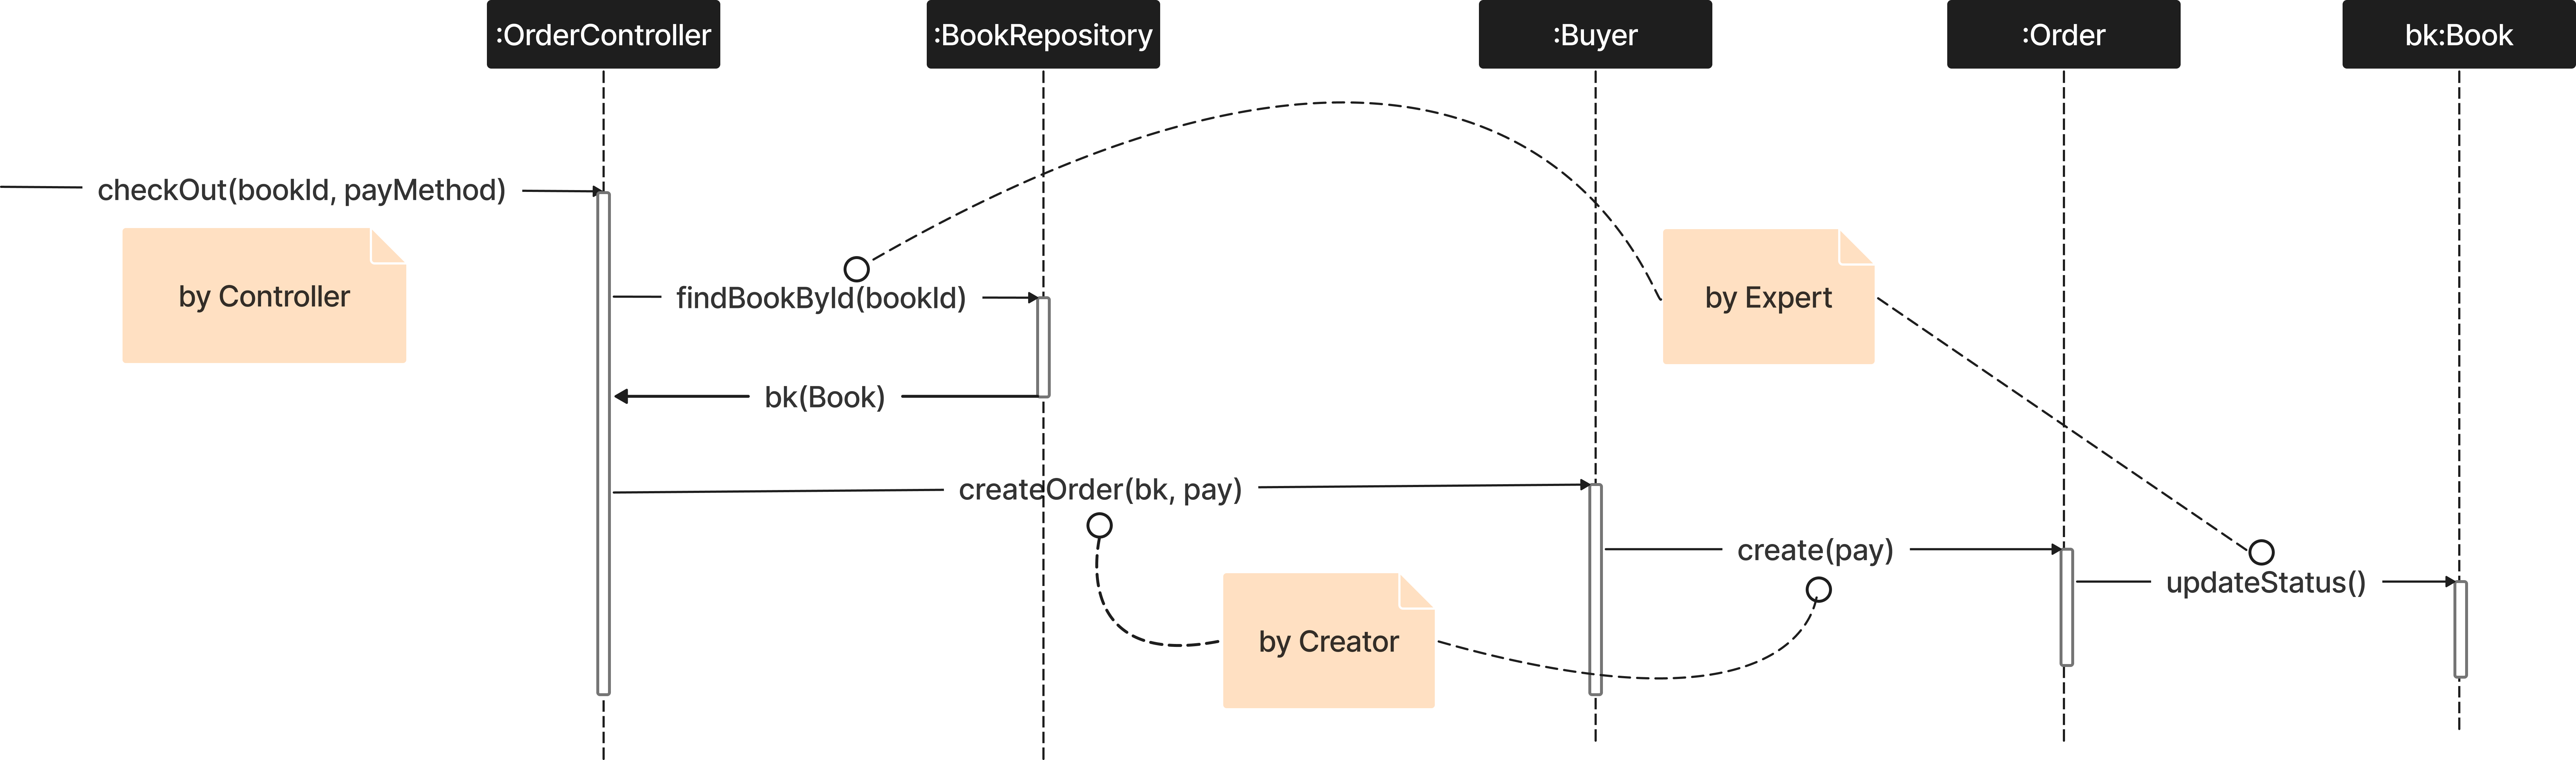 :OrderController
:BookRepository
:Buyer
:Order
bk:Book
checkOut(bookId, payMethod)
by Controller
findBookById(bookId)
by Expert
bk(Book)
createOrder(bk, pay)
create(pay)
updateStatus()
by Creator